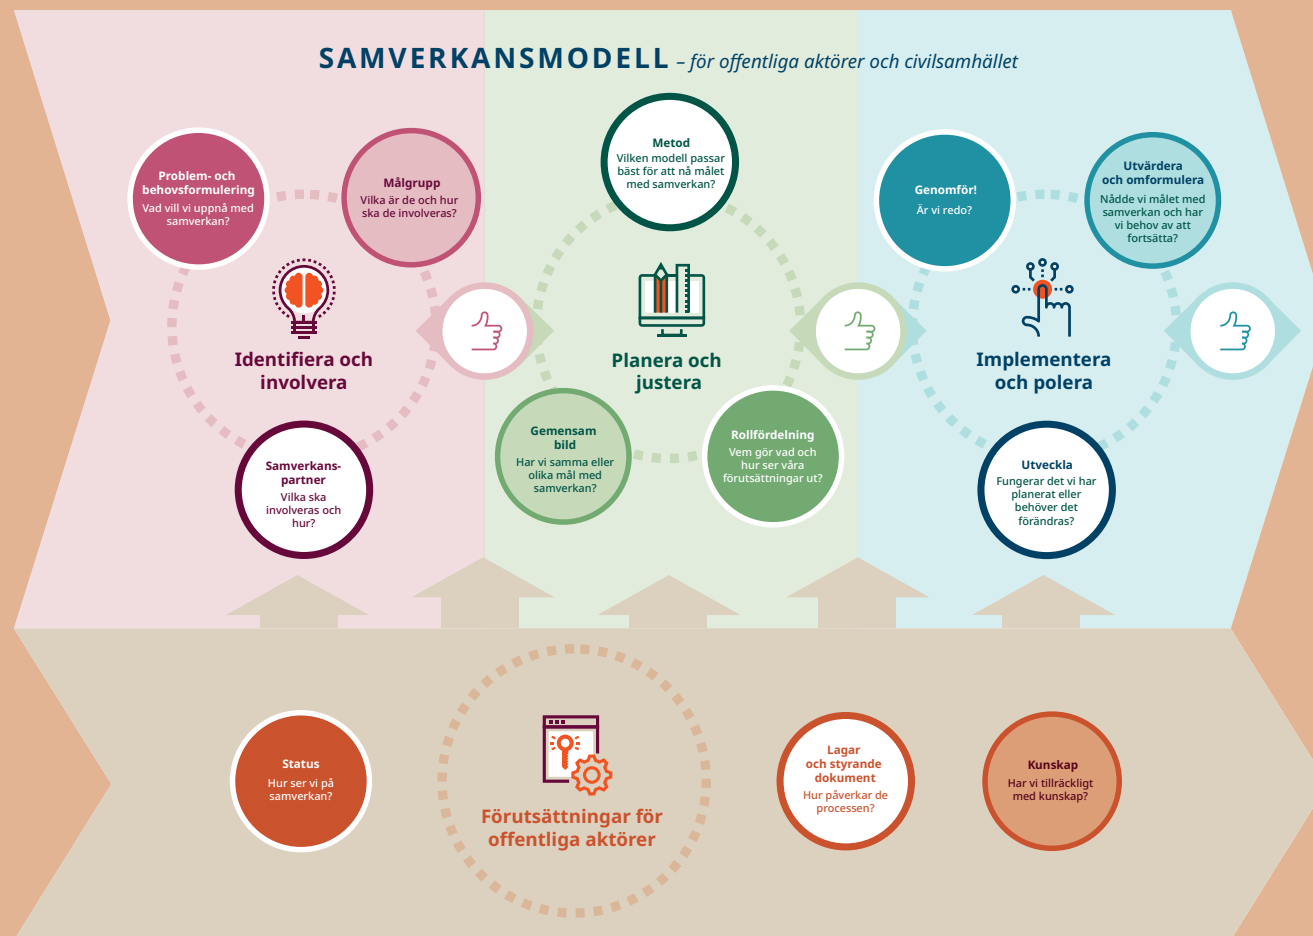 SAMVERKANSMODELL – för offentliga aktörer och civilsamhället
Problem- och
behovsformulering
Vad vill vi uppnå med
samverkan?
Målgrupp
Vilka är de och hur
ska de involveras?
Identifiera och
involvera
Samverkans-
partner
Vilka ska
involveras och
hur?
Metod
Vilken modell passar
bäst för att nå målet
med samverkan?
Planera och
justera
Gemensam
bild
Har vi samma eller
olika mål med
samverkan?
Rollfördelning
Vem gör vad och
hur ser våra
förutsättningar ut?
Genomför!
Är vi redo?
Utvärdera
och omformulera
Nådde vi målet med
samverkan och har
vi behov av att
fortsätta?
Implementera
och polera
Utveckla
Fungerar det vi har
planerat eller
behöver det
förändras?
Status
Hur ser vi på
samverkan?
Förutsättningar för
offentliga aktörer
Lagar
och styrande
dokument
Hur påverkar de
processen?
Kunskap
Har vi tillräckligt
med kunskap?